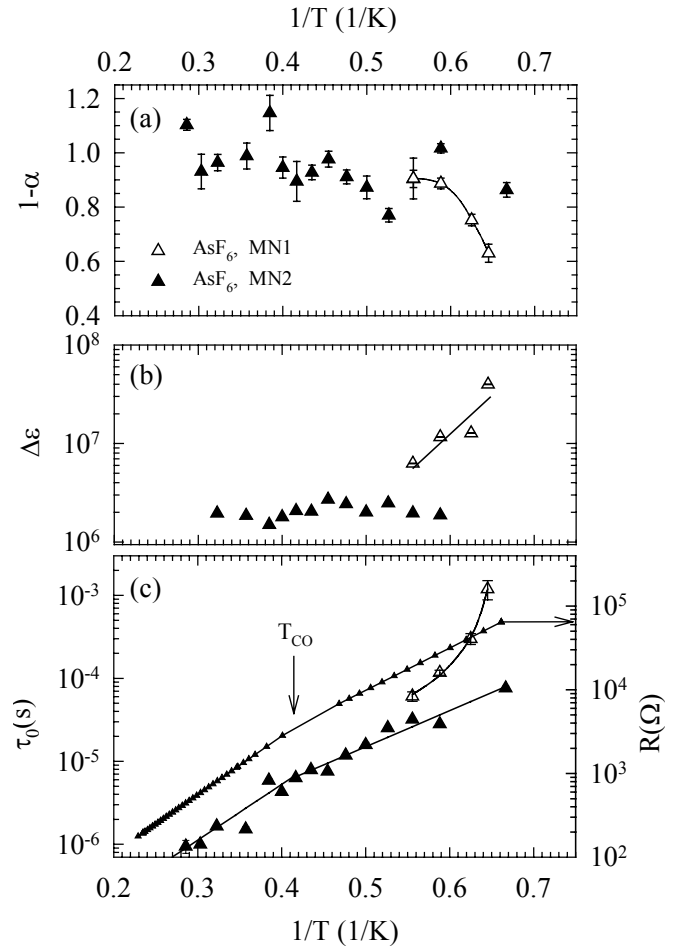 1/T (1/K)
0.2 0.3 0.4 0.5 0.6 0.7
(a)
1.2
1.0
0.8
0.6
0.4
1-α
AsF6, MN1
AsF6, MN2
(b)
10^8
10^7
10^6
Δε
(c)
10^-3
10^-4
10^-5
10^-6
τ0(s)
TCO
10^5
10^4
10^3
10^2
R(Ω)
0.2 0.3 0.4 0.5 0.6 0.7
1/T (1/K)